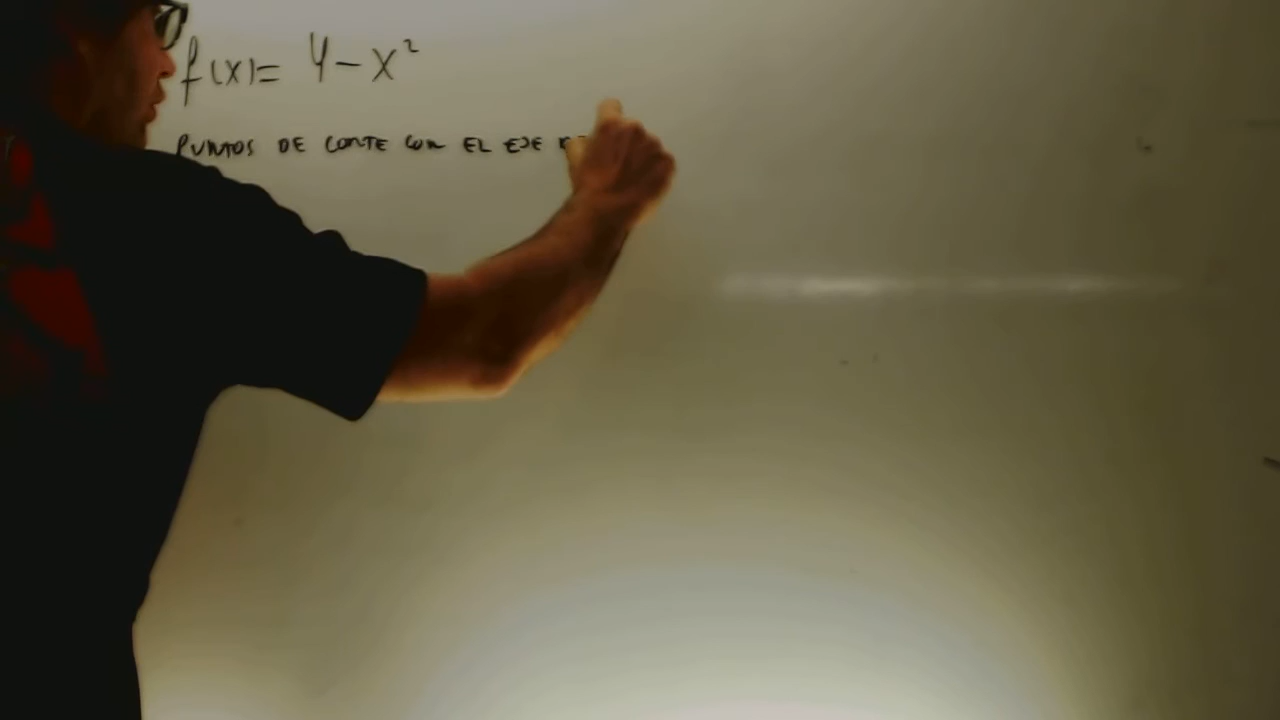 f(x)= 4-x²
PUNTOS DE CORTE CON EL EJE